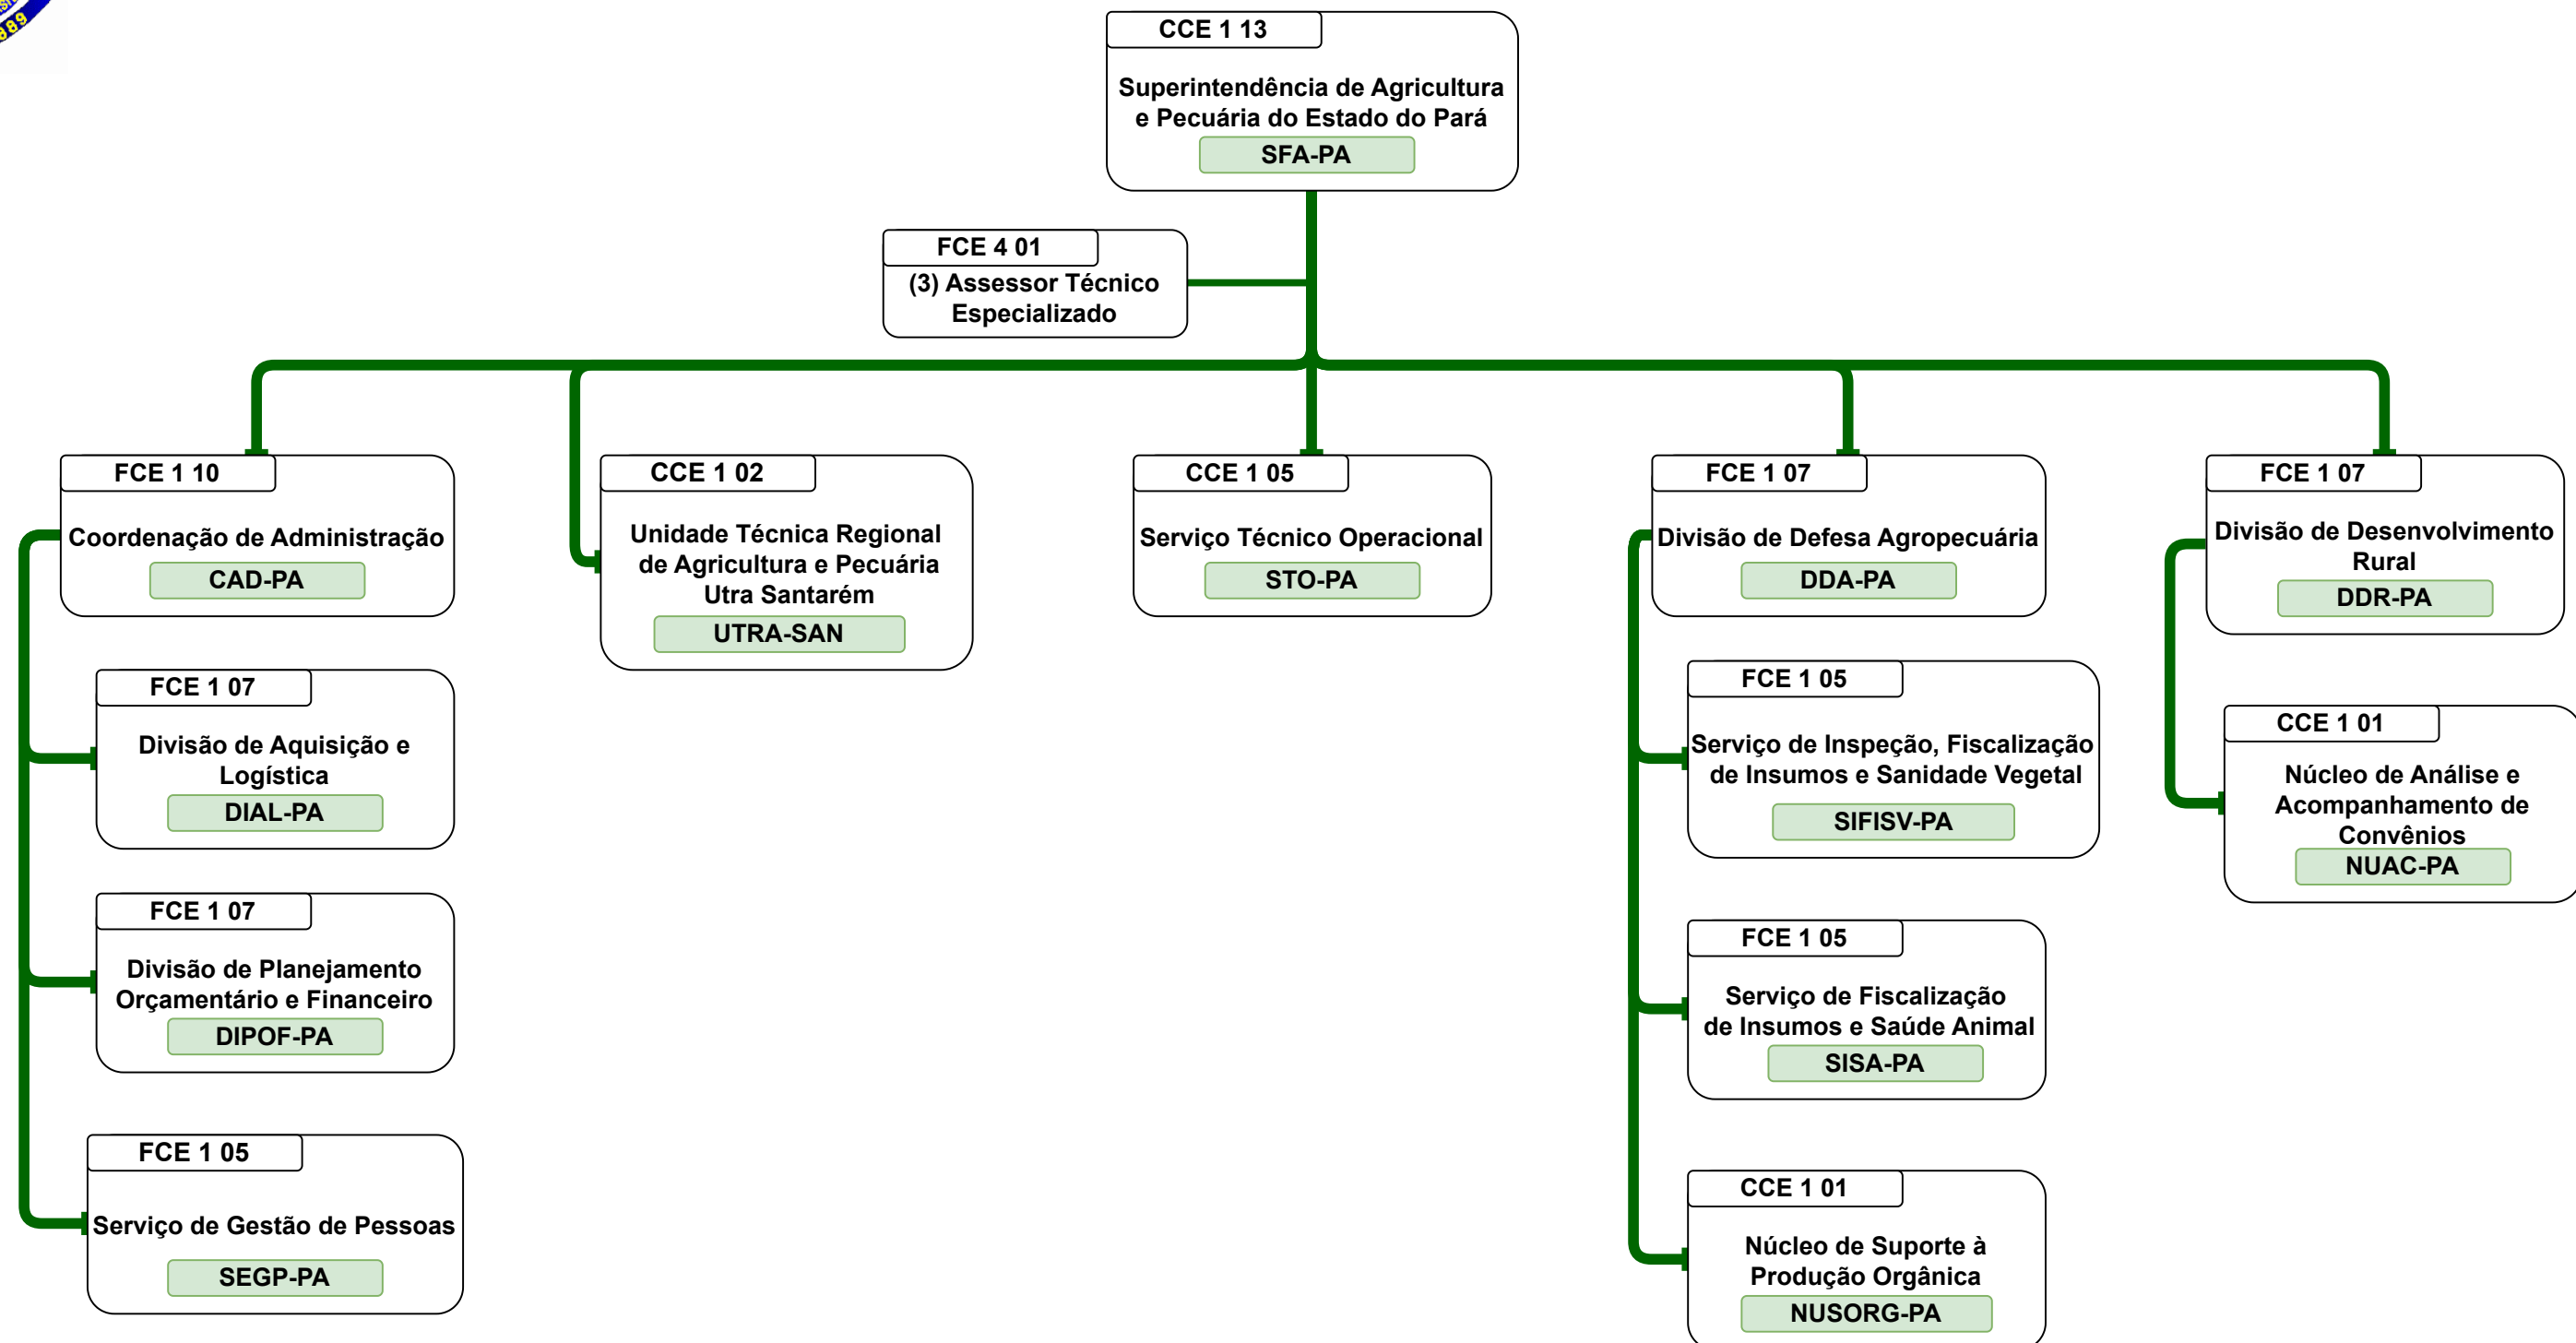 CCE 1 13
Superintendência de Agricultura
e Pecuária do Estado do Pará
SFA-PA
FCE 4 01
(3) Assessor Técnico
Especializado
FCE 1 10
Coordenação de Administração
CAD-PA
FCE 1 07
Divisão de Aquisição e
Logística
DIAL-PA
FCE 1 07
Divisão de Planejamento
Orçamentário e Financeiro
DIPOF-PA
FCE 1 05
Serviço de Gestão de Pessoas
SEGP-PA
CCE 1 02
Unidade Técnica Regional
de Agricultura e Pecuária
Utra Santarém
UTRA-SAN
CCE 1 05
Serviço Técnico Operacional
STO-PA
FCE 1 07
Divisão de Defesa Agropecuária
DDA-PA
FCE 1 05
Serviço de Inspeção, Fiscalização
de Insumos e Sanidade Vegetal
SIFISV-PA
FCE 1 05
Serviço de Fiscalização
de Insumos e Saúde Animal
SISA-PA
CCE 1 01
Núcleo de Suporte à
Produção Orgânica
NUSORG-PA
FCE 1 07
Divisão de Desenvolvimento
Rural
DDR-PA
CCE 1 01
Núcleo de Análise e
Acompanhamento de
Convênios
NUAC-PA